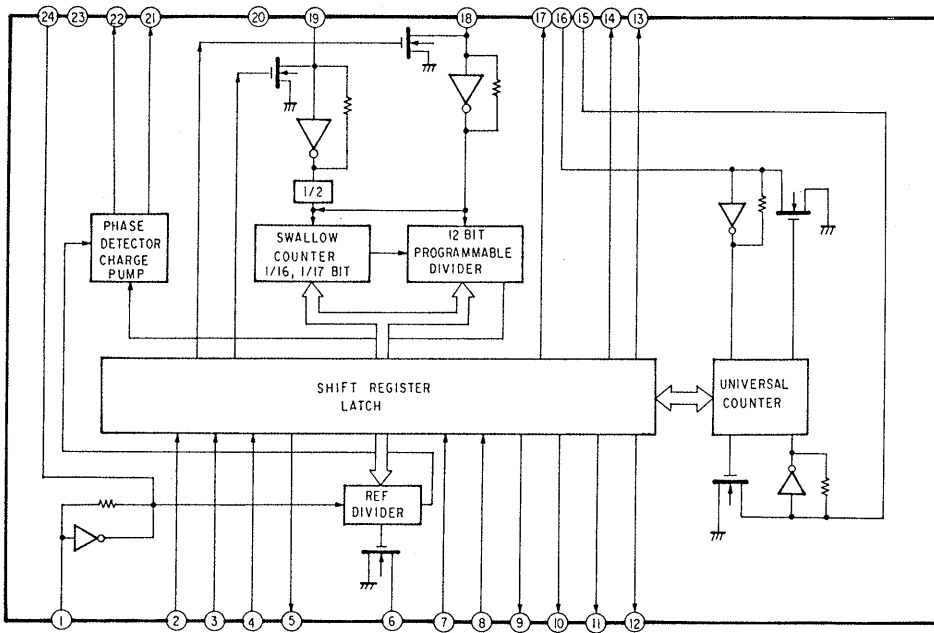 24 23 22 21 20 19 18 17 16 15 14 13
1/2
PHASE
DETECTOR
CHARGE
PUMP
SWALLOW
COUNTER
1/16, 1/17 BIT
12 BIT
PROGRAMMABLE
DIVIDER
SHIFT REGISTER
LATCH
UNIVERSAL
COUNTER
REF
DIVIDER
1 2 3 4 5 6 7 8 9 10 11 12